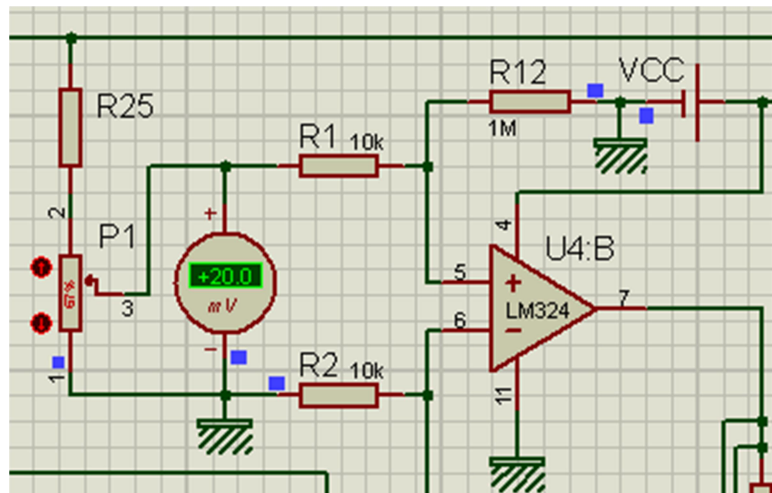 R12
VCC
R25
1M
R1 10k
2
P1
4
U4:B
+
+20.0
mV
67%
3
5
+
LM324
7
6
−
−
R2 10k
1
11